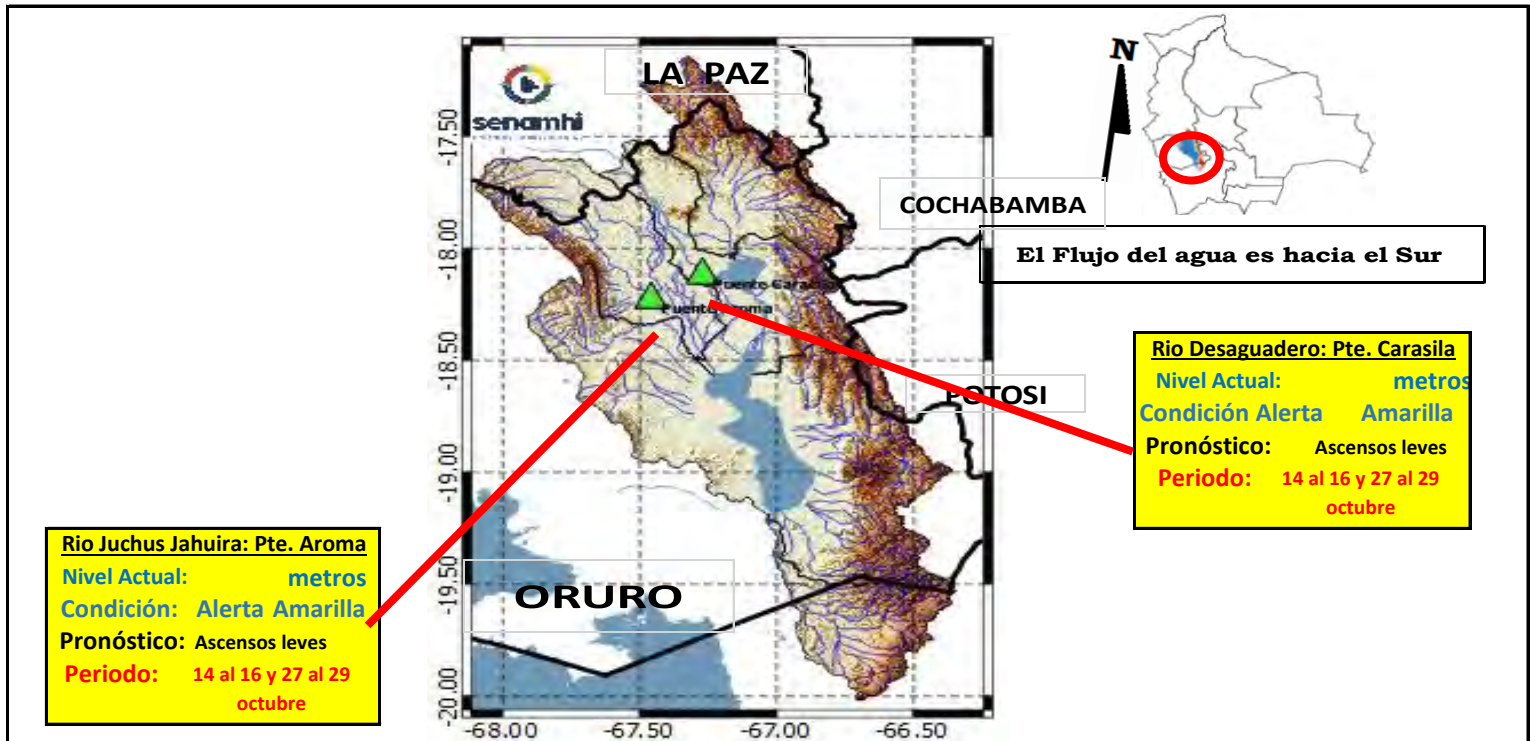 LA PAZ
senamhi
N
COCHABAMBA
El Flujo del agua es hacia el Sur
POTOSI
ORURO
Rio Desaguadero: Pte. Carasila
Nivel Actual: metros
Condición Alerta Amarilla
Pronóstico: Ascensos leves
Periodo: 14 al 16 y 27 al 29
octubre
Rio Juchus Jahuira: Pte. Aroma
Nivel Actual: metros
Condición: Alerta Amarilla
Pronóstico: Ascensos leves
Periodo: 14 al 16 y 27 al 29
octubre
-17.50
-18.00
-18.50
-19.00
-19.50
-20.00
-68.00 -67.50 -67.00 -66.50